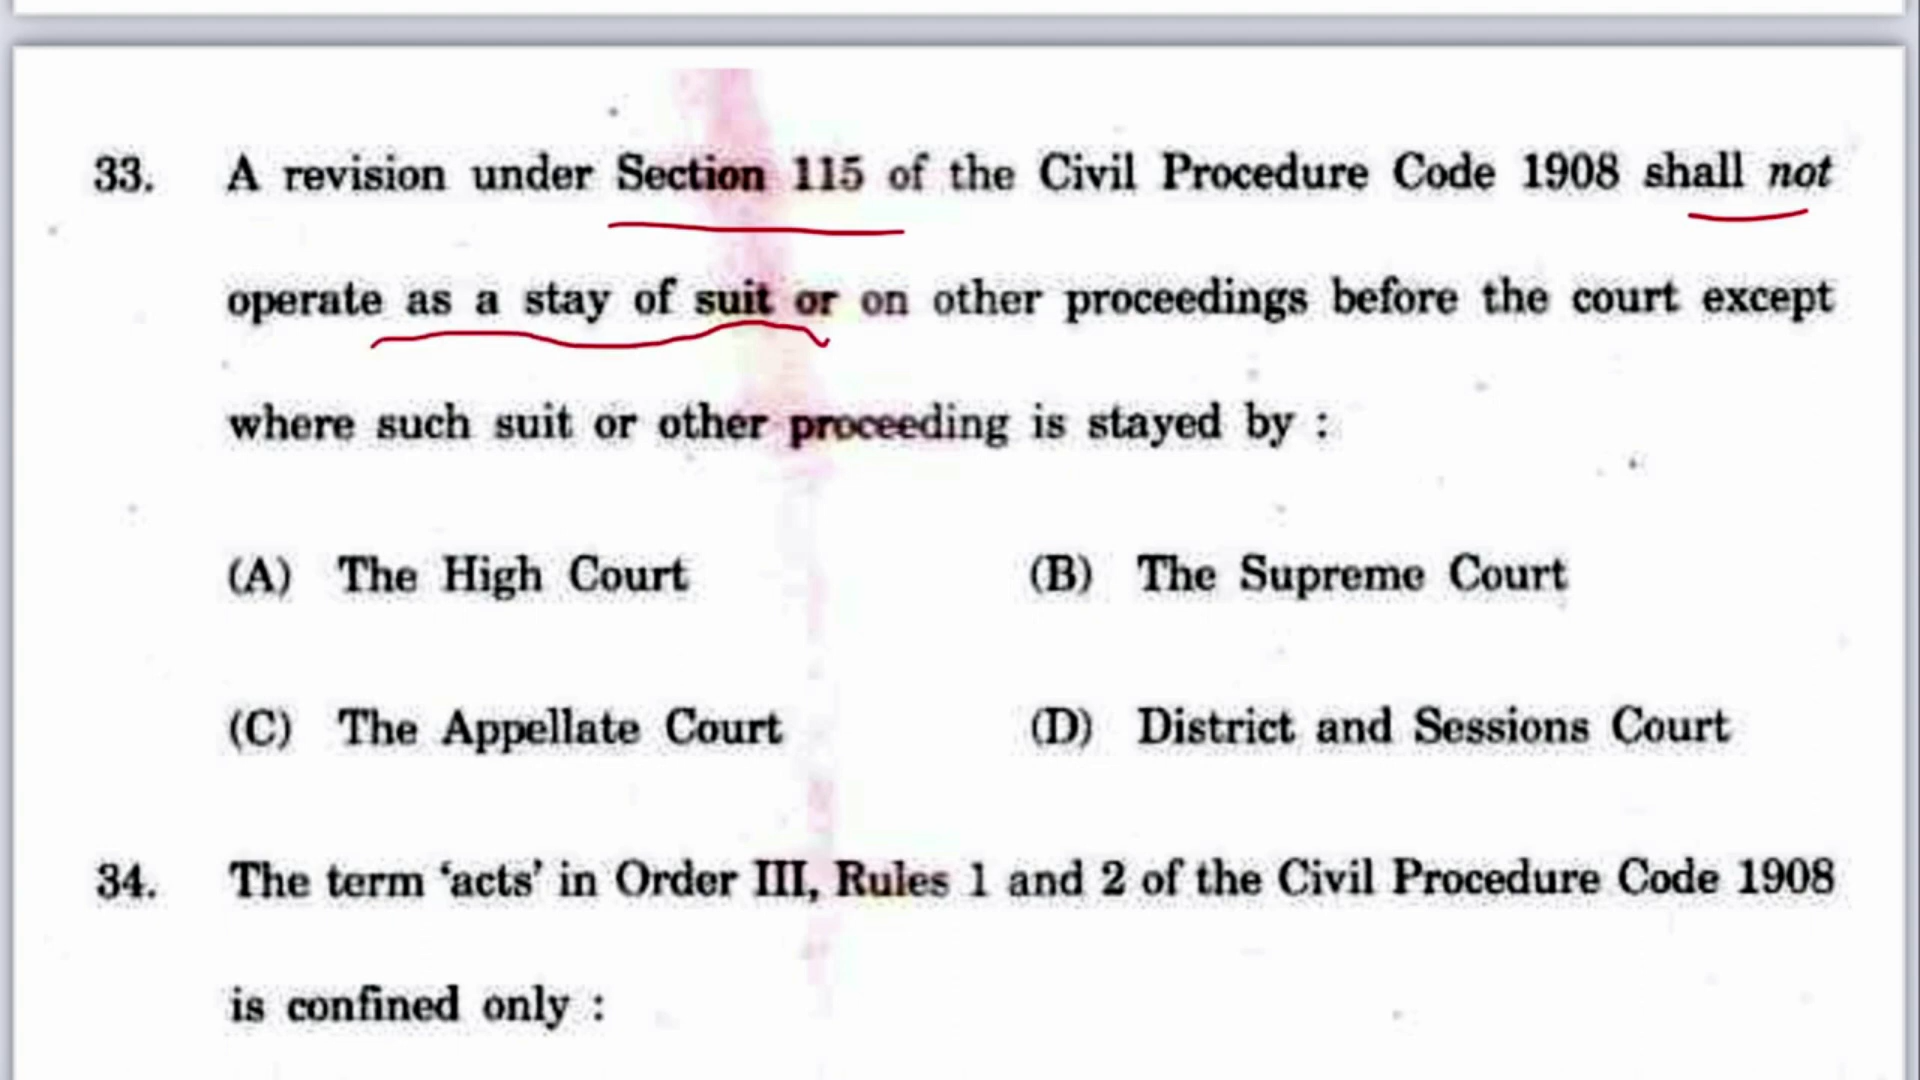 33. A revision under Section 115 of the Civil Procedure Code 1908 shall not
operate as a stay of suit or on other proceedings before the court except
where such suit or other proceeding is stayed by :
(A) The High Court (B) The Supreme Court
(C) The Appellate Court (D) District and Sessions Court
34. The term ‘acts’ in Order III, Rules 1 and 2 of the Civil Procedure Code 1908
is confined only :